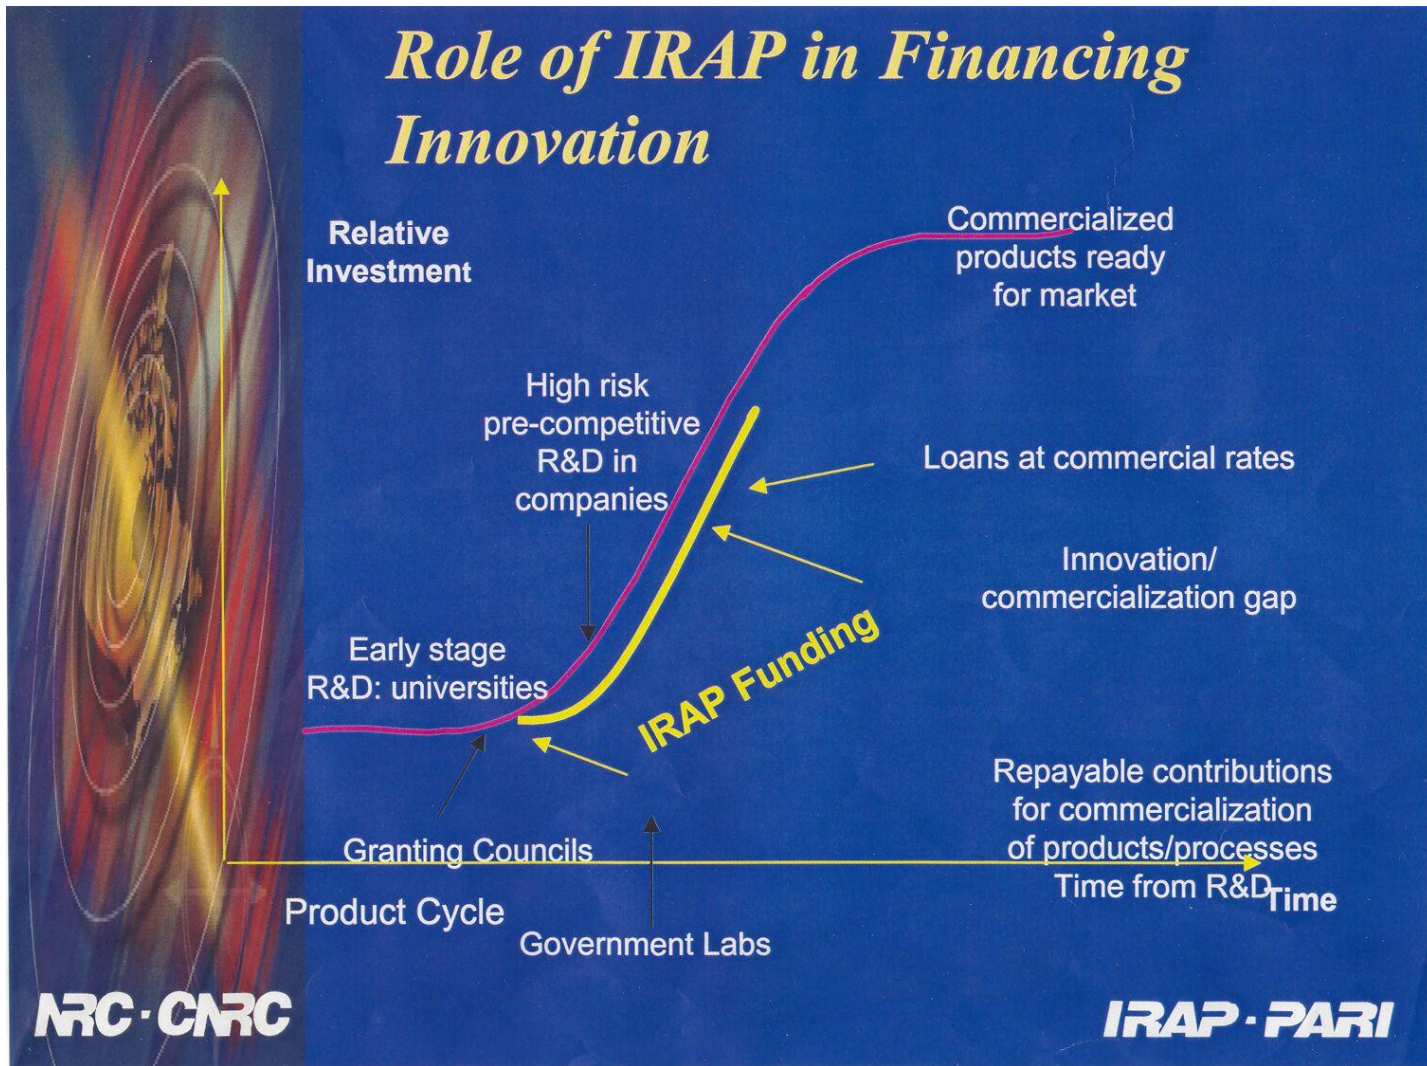 Role of IRAP in Financing
Innovation
Relative
Investment
Commercialized
products ready
for market
High risk
pre-competitive
R&D in
companies
Loans at commercial rates
Innovation/
commercialization gap
IRAP Funding
Early stage
R&D: universities
Repayable contributions
for commercialization
of products/processes
Time from R&D
Time
Granting Councils
Product Cycle
Government Labs
NRC·CNRC
IRAP·PARI